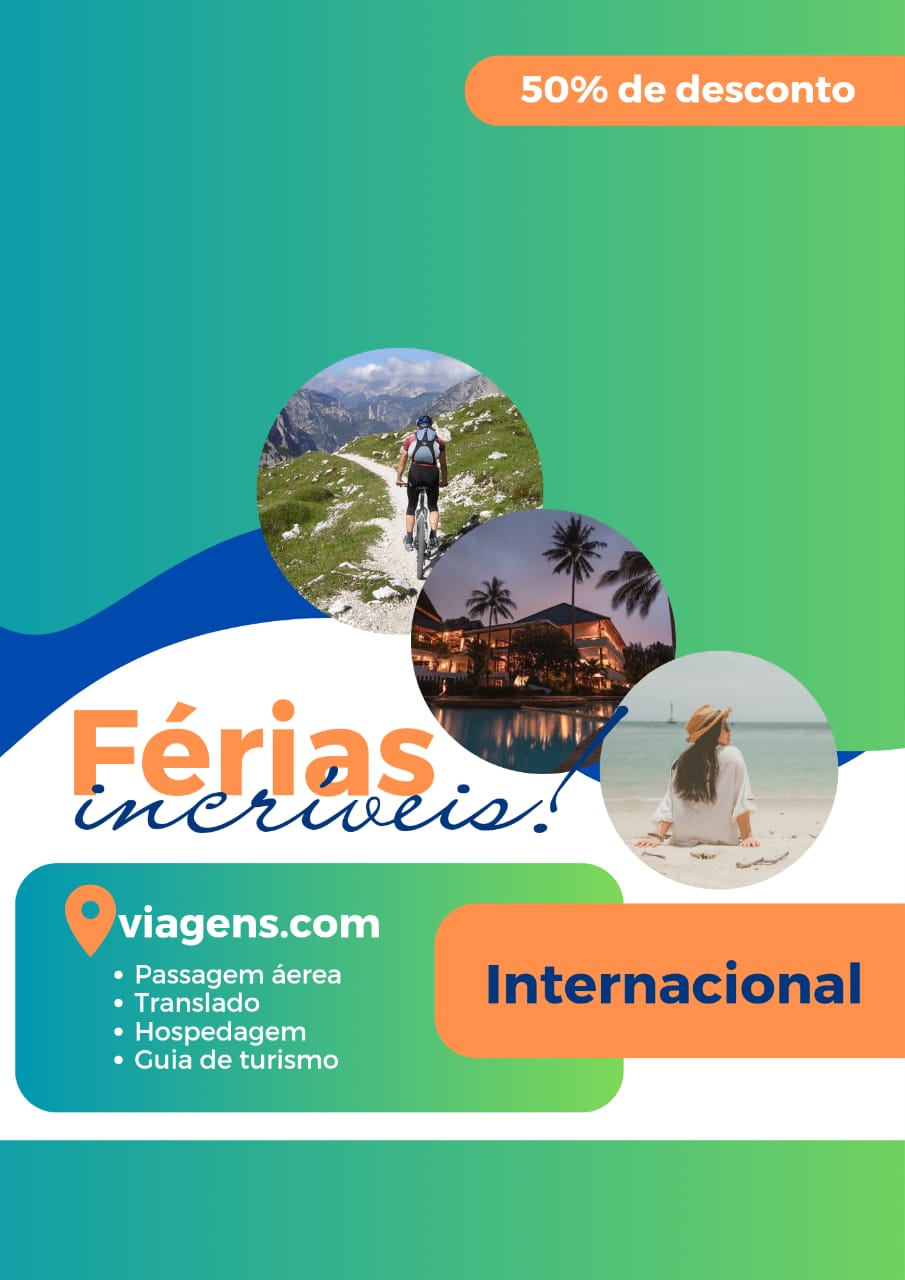 50% de desconto
Férias
incríveis!
viagens.com
• Passagem áerea
• Translado
• Hospedagem
• Guia de turismo
Internacional